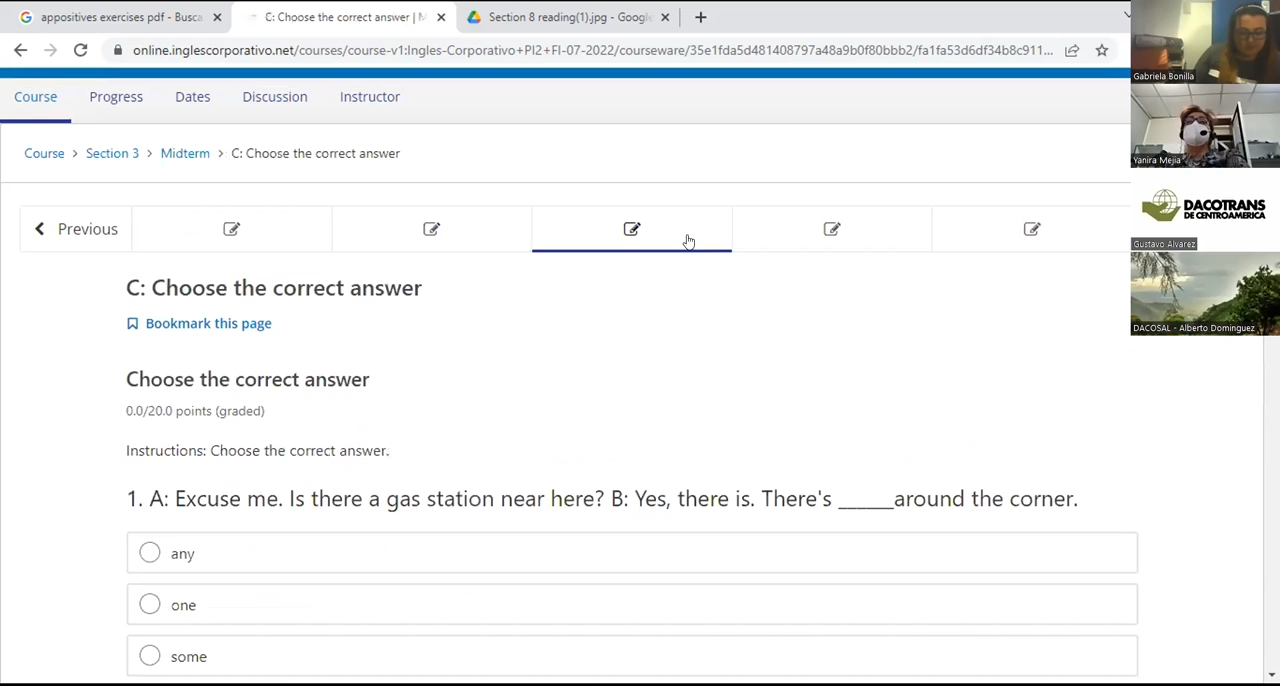 appositives exercises pdf - Busca
C: Choose the correct answer | M
Section 8 reading(1).jpg - Google
online.inglescorporativo.net/courses/course-v1:Ingles-Corporativo+PI2+FI-07-2022/courseware/35e1fda5d481408797a48a9b0f80bbb2/fa1fa53d6df34b8c911...
Gabriela Bonilla
Course
Progress
Dates
Discussion
Instructor
Yanira Mejia
Course > Section 3 > Midterm > C: Choose the correct answer
DACOTRANS
DE CENTROAMERICA
Gustavo Alvarez
Previous
C: Choose the correct answer
Bookmark this page
DACOSAL - Alberto Dominguez
Choose the correct answer
0.0/20.0 points (graded)
Instructions: Choose the correct answer.
1. A: Excuse me. Is there a gas station near here? B: Yes, there is. There's ______around the corner.
any
one
some